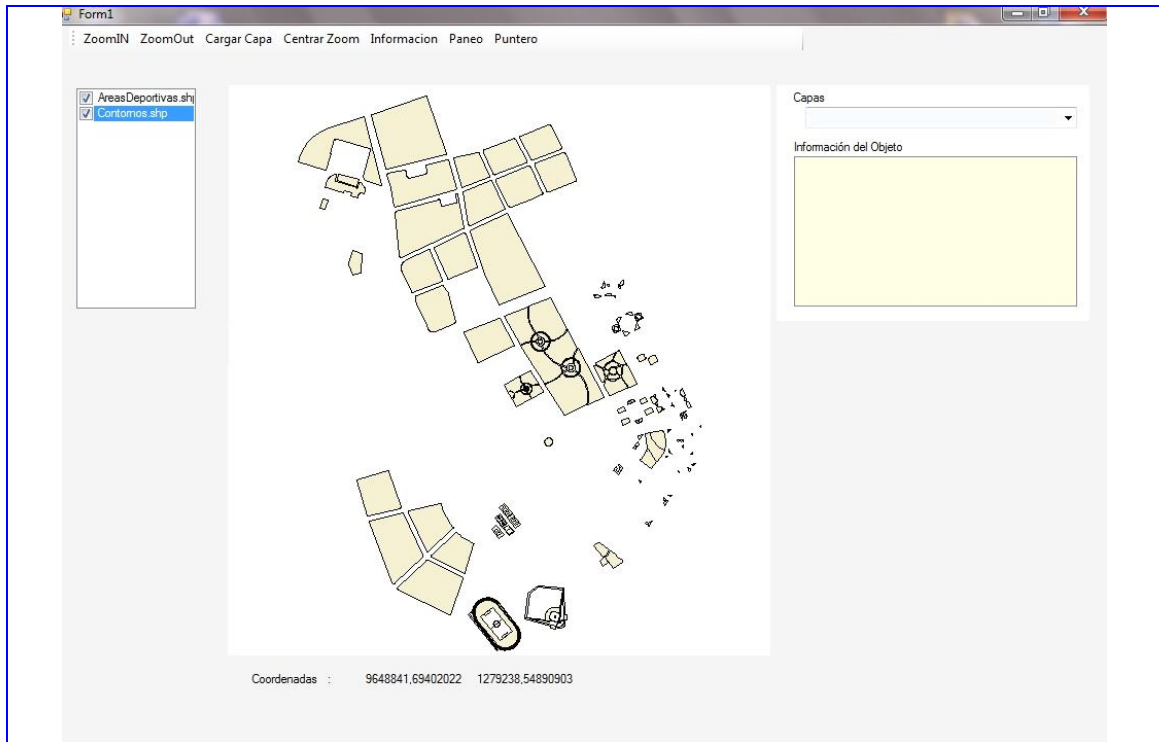 Form1
ZoomIN ZoomOut Cargar Capa Centrar Zoom Informacion Paneo Puntero
AreasDeportivas.shp
Contornos.shp
Capas
Información del Objeto
Coordenadas : 9648841,69402022 1279238,54890903